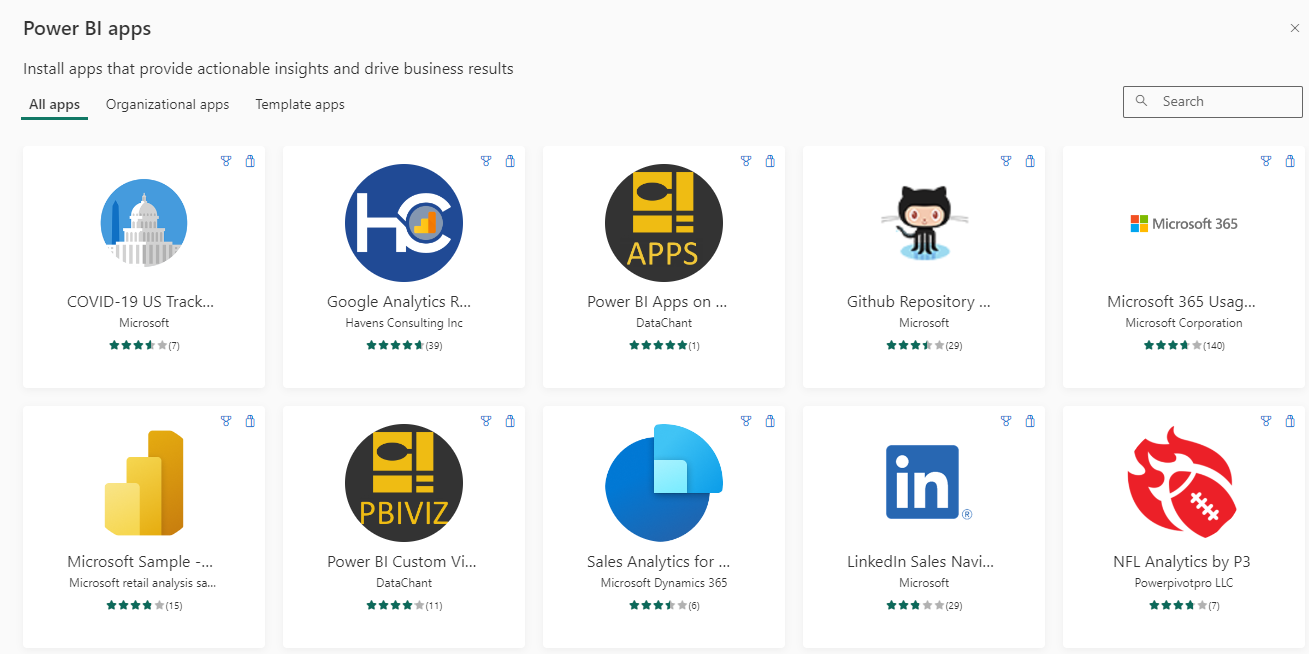 Power BI apps
Install apps that provide actionable insights and drive business results
All apps Organizational apps Template apps
Search
HC
APPS
Microsoft 365
COVID-19 US Track...
Microsoft
(7)
Google Analytics R...
Havens Consulting Inc
(39)
Power BI Apps on ...
DataChant
(1)
Github Repository ...
Microsoft
(29)
Microsoft 365 Usag...
Microsoft Corporation
(140)
PBIVIZ
in®
Microsoft Sample -...
Microsoft retail analysis sa...
(15)
Power BI Custom Vi...
DataChant
(11)
Sales Analytics for ...
Microsoft Dynamics 365
(6)
LinkedIn Sales Navi...
Microsoft
(29)
NFL Analytics by P3
Powerpivotpro LLC
(7)